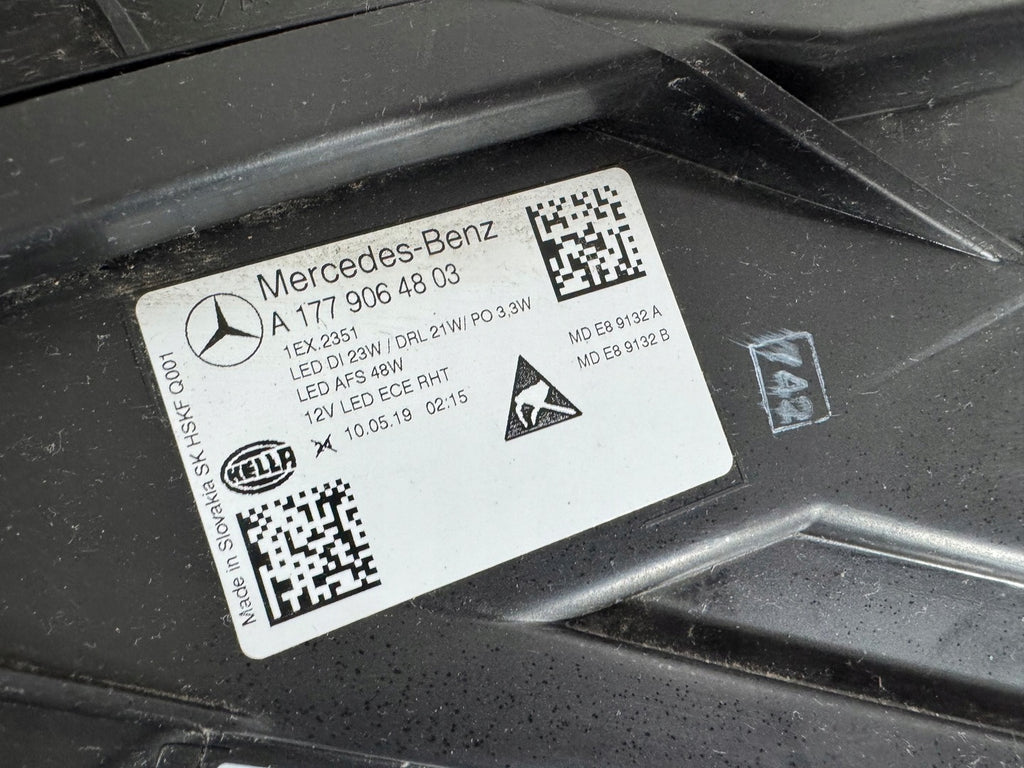 Mercedes-Benz
A 177 906 48 03
1EX.2351
LED DI 23W / DRL 21W/ PO 3,3W
LED AFS 48W
12V LED ECE RHT
10.05.19 02:15
MD E8 9132 A
MD E8 9132 B
HELLA
Made in Slovakia SK HSKF Q001
742